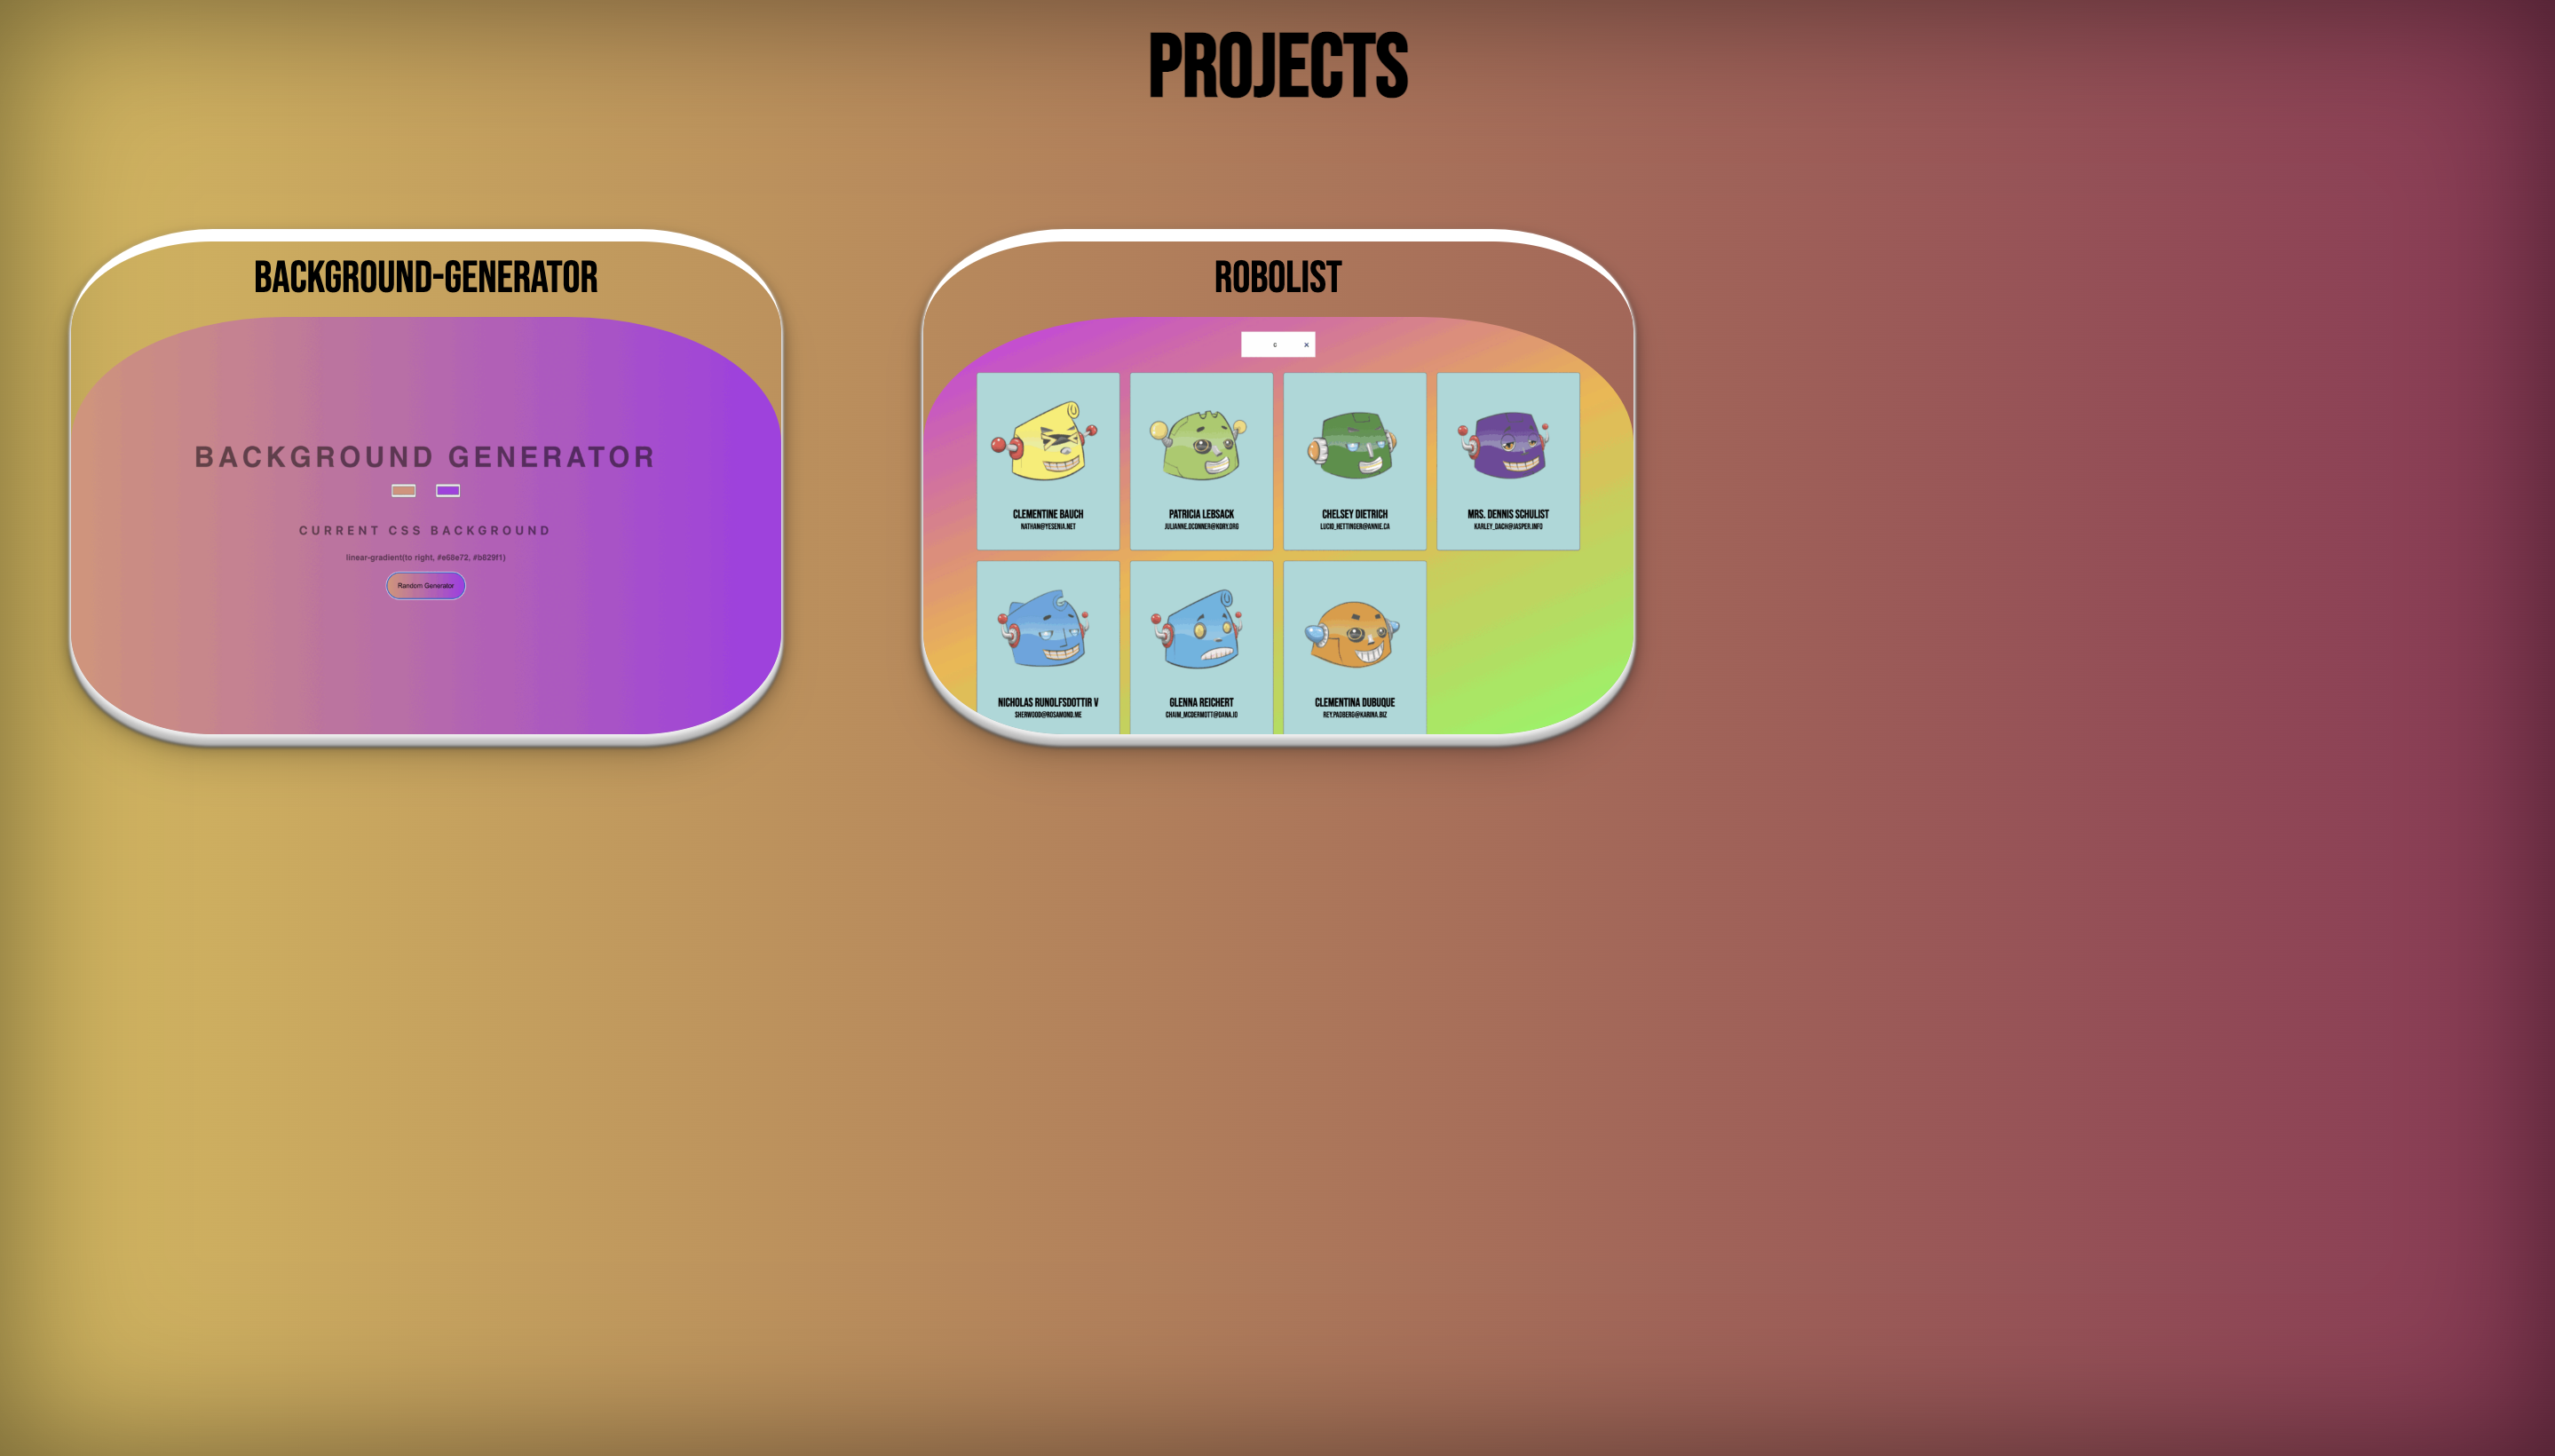 PROJECTS
BACKGROUND-GENERATOR
BACKGROUND GENERATOR
CURRENT CSS BACKGROUND
linear-gradient(to right, #e68e72, #b829f1)
Random Generator
ROBOLIST
c ×
CLEMENTINE BAUCH
NATHAN@YESENIA.NET
PATRICIA LEBSACK
JULIANNE.OCONNER@KORY.ORG
CHELSEY DIETRICH
LUCIO_HETTINGER@ANNIE.CA
MRS. DENNIS SCHULIST
KARLEY_DACH@JASPER.INFO
NICHOLAS RUNOLFSDOTTIR V
SHERWOOD@ROSAMOND.ME
GLENNA REICHERT
CHAIM_MCDERMOTT@DANA.IO
CLEMENTINA DUBUQUE
REY.PADBERG@KARINA.BIZ